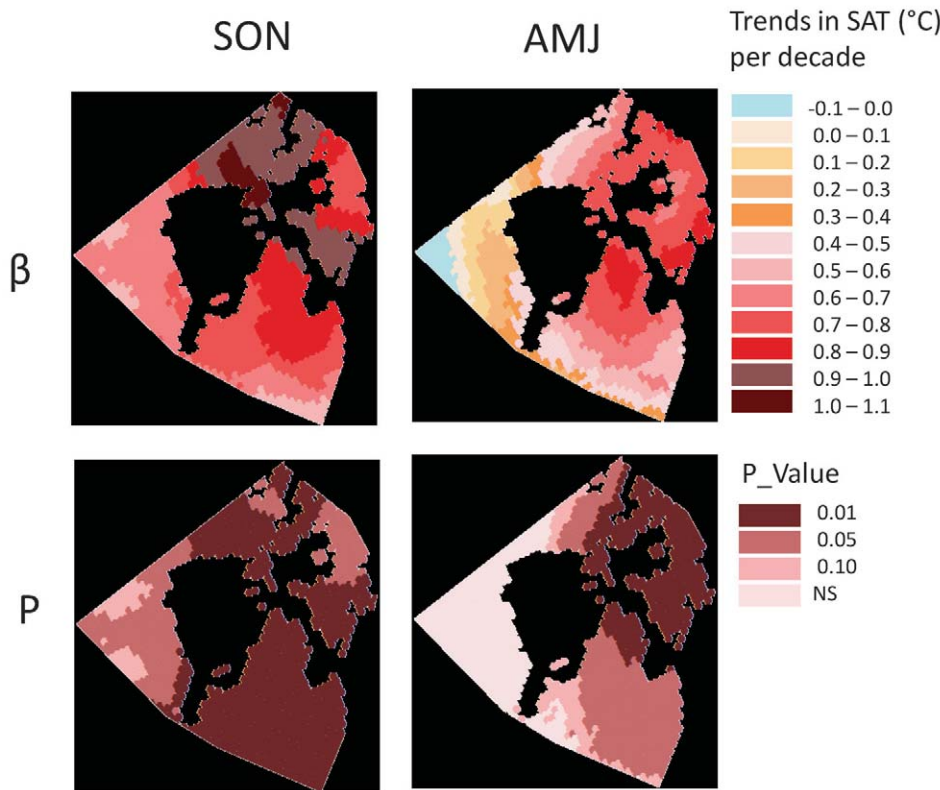 SON
AMJ
Trends in SAT (°C)
per decade
-0.1 – 0.0
0.0 – 0.1
0.1 – 0.2
0.2 – 0.3
0.3 – 0.4
0.4 – 0.5
0.5 – 0.6
0.6 – 0.7
0.7 – 0.8
0.8 – 0.9
0.9 – 1.0
1.0 – 1.1
β
P_Value
0.01
0.05
0.10
NS
P